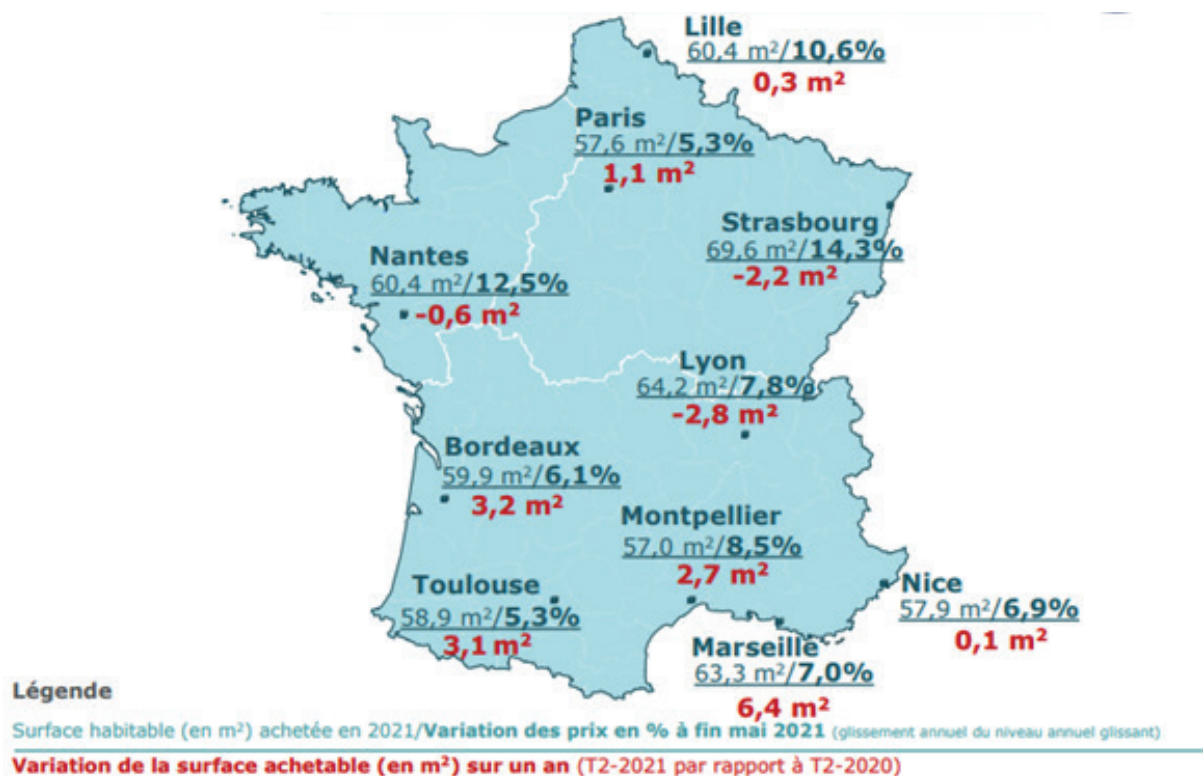 Lille
60,4 m²/10,6%
0,3 m²
Paris
57,6 m²/5,3%
1,1 m²
Strasbourg
69,6 m²/14,3%
-2,2 m²
Nantes
60,4 m²/12,5%
-0,6 m²
Lyon
64,2 m²/7,8%
-2,8 m²
Bordeaux
59,9 m²/6,1%
3,2 m²
Montpellier
57,0 m²/8,5%
2,7 m²
Toulouse
58,9 m²/5,3%
3,1 m²
Nice
57,9 m²/6,9%
0,1 m²
Marseille
63,3 m²/7,0%
6,4 m²
Légende
Surface habitable (en m²) achetée en 2021/Variation des prix en % à fin mai 2021 (glissement annuel du niveau annuel glissant)
Variation de la surface achetable (en m²) sur un an (T2-2021 par rapport à T2-2020)